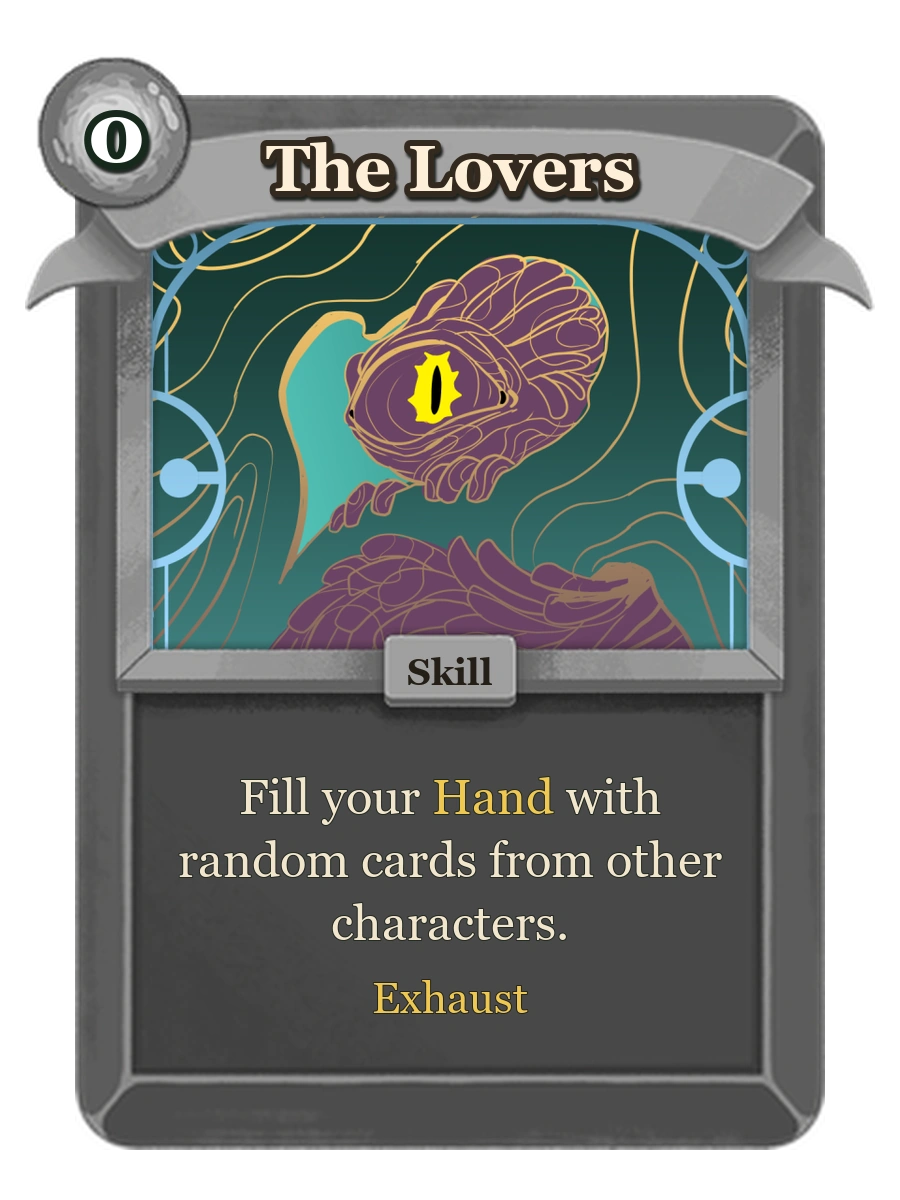 0
The Lovers
Skill
Fill your Hand with
random cards from other
characters.
Exhaust